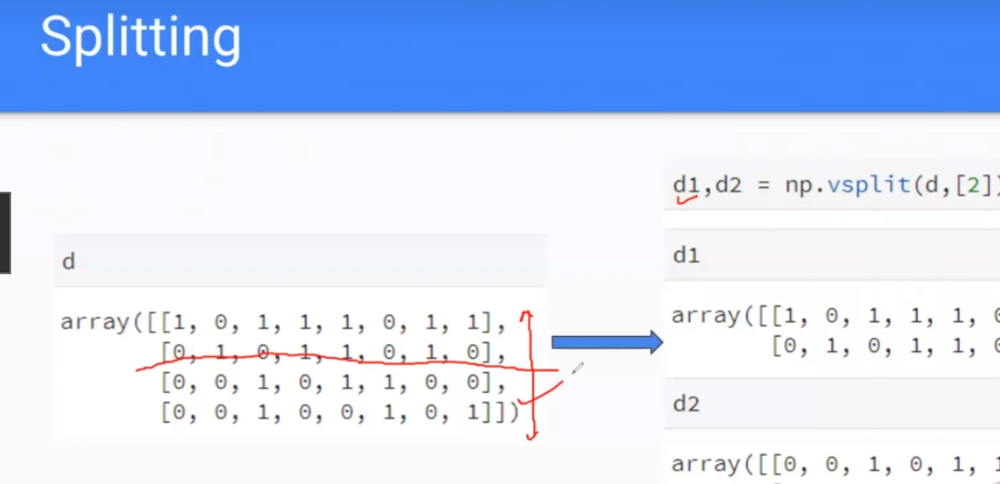 Splitting
d1,d2 = np.vsplit(d,[2])
d
array([[1, 0, 1, 1, 1, 0, 1, 1],
[0, 1, 0, 1, 1, 0, 1, 0],
[0, 0, 1, 0, 1, 1, 0, 0],
[0, 0, 1, 0, 0, 1, 0, 1]])
d1
array([[1, 0, 1, 1, 1,
[0, 1, 0, 1, 1,
d2
array([[0, 0, 1, 0, 1,